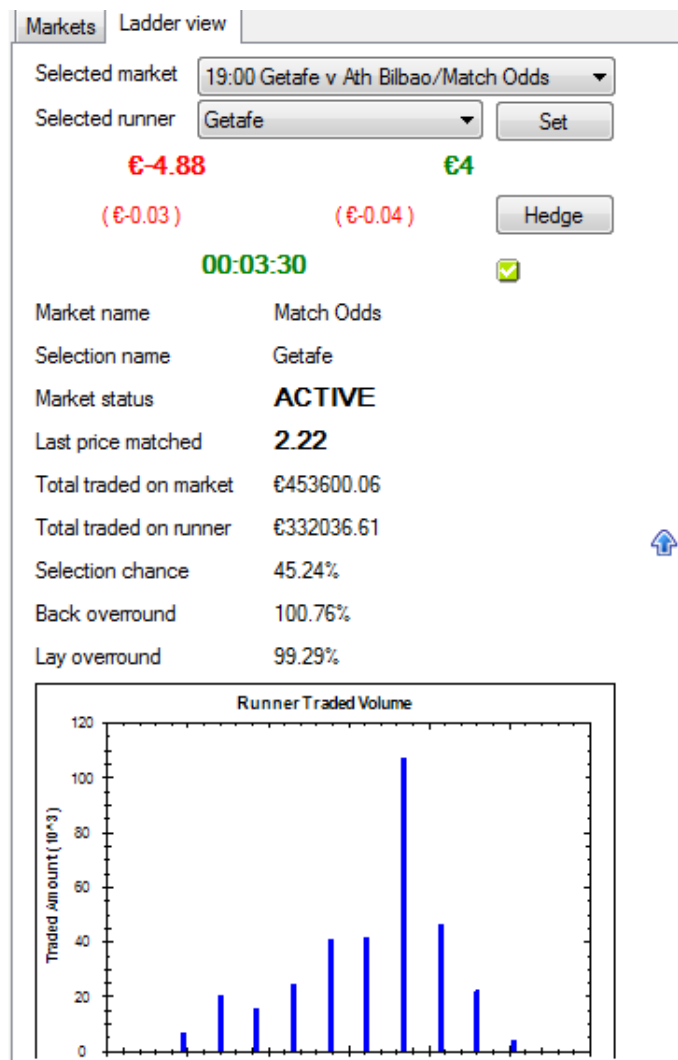 Markets Ladder view
Selected market 19:00 Getafe v Ath Bilbao/Match Odds
Selected runner Getafe Set
€-4.88 €4
( €-0.03 ) ( €-0.04 ) Hedge
00:03:30
Market name Match Odds
Selection name Getafe
Market status ACTIVE
Last price matched 2.22
Total traded on market €453600.06
Total traded on runner €332036.61
Selection chance 45.24%
Back overround 100.76%
Lay overround 99.29%
Runner Traded Volume
Traded Amount (10^3)
120
100
80
60
40
20
0